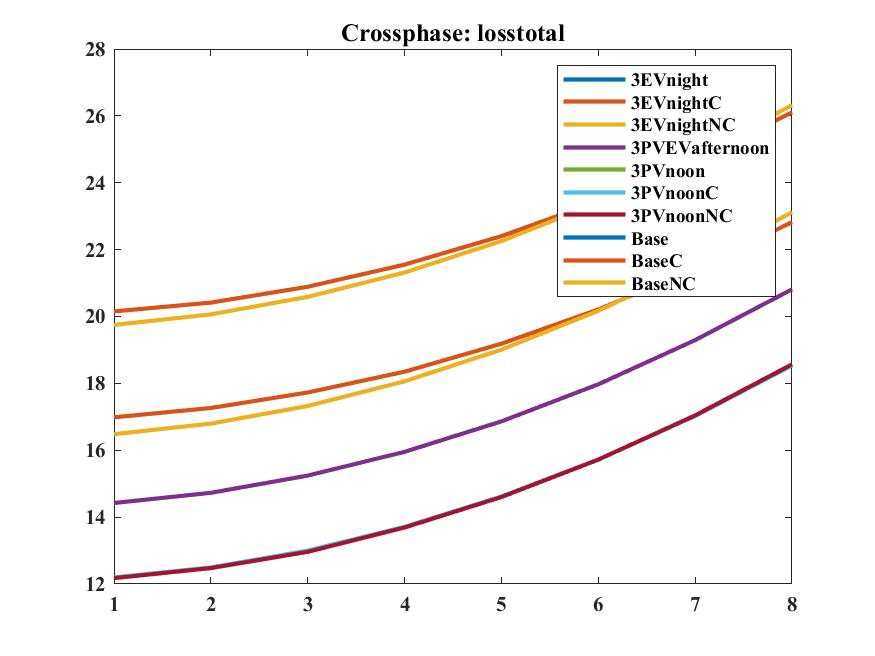 Crossphase: losstotal
28
26
24
22
20
18
16
14
12
1 2 3 4 5 6 7 8
3EVnight
3EVnightC
3EVnightNC
3PVEVafternoon
3PVnoon
3PVnoonC
3PVnoonNC
Base
BaseC
BaseNC